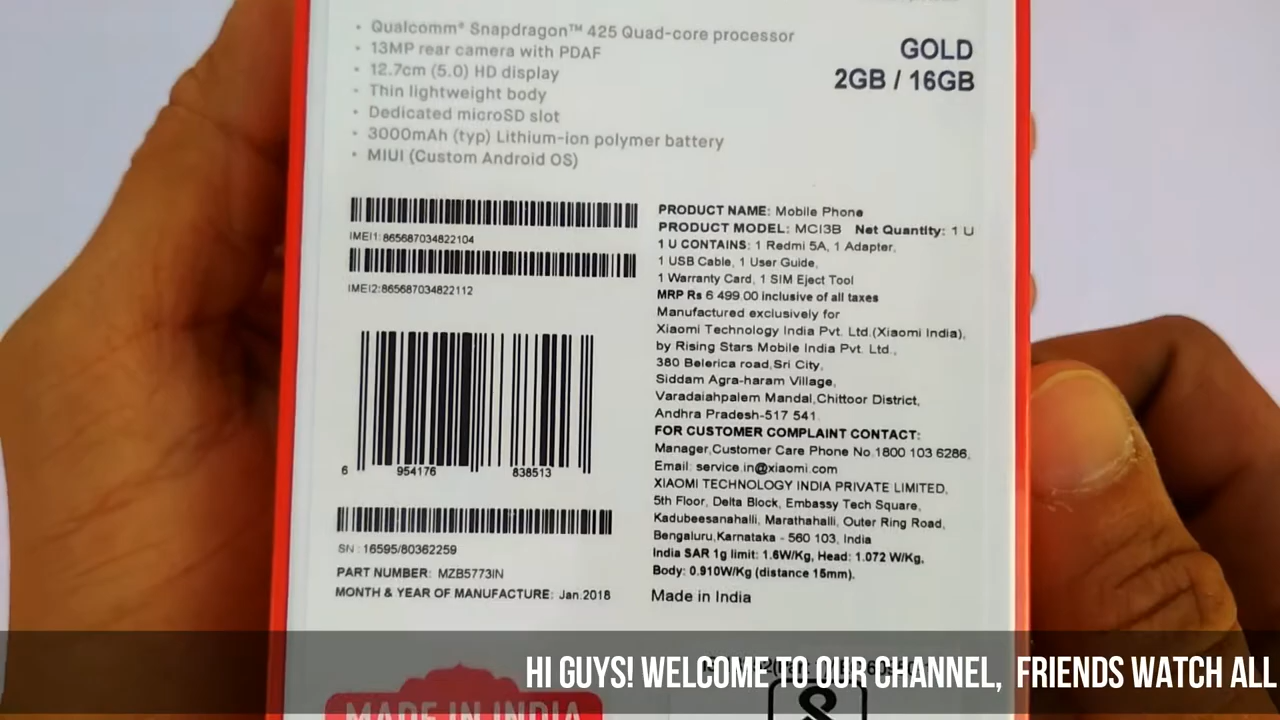 • Qualcomm® Snapdragon™ 425 Quad-core processor
• 13MP rear camera with PDAF
• 12.7cm (5.0) HD display
• Thin lightweight body
• Dedicated microSD slot
• 3000mAh (typ) Lithium-ion polymer battery
• MIUI (Custom Android OS)
GOLD
2GB / 16GB
IMEI1: 865687034822104
IMEI2: 865687034822112
6 954176 838513
SN : 16595/80362259
PART NUMBER: MZB5773IN
MONTH & YEAR OF MANUFACTURE: Jan.2018
PRODUCT NAME: Mobile Phone
PRODUCT MODEL: MCI3B Net Quantity: 1 U
1 U CONTAINS: 1 Redmi 5A, 1 Adapter,
1 USB Cable, 1 User Guide,
1 Warranty Card, 1 SIM Eject Tool
MRP Rs 6 499.00 inclusive of all taxes
Manufactured exclusively for
Xiaomi Technology India Pvt. Ltd.(Xiaomi India),
by Rising Stars Mobile India Pvt. Ltd.,
380 Belerica road,Sri City,
Siddam Agra-haram Village,
Varadaiahpalem Mandal,Chittoor District,
Andhra Pradesh-517 541.
FOR CUSTOMER COMPLAINT CONTACT:
Manager,Customer Care Phone No.1800 103 6286,
Email: service.in@xiaomi.com
XIAOMI TECHNOLOGY INDIA PRIVATE LIMITED,
5th Floor, Delta Block, Embassy Tech Square,
Kadubeesanahalli, Marathahalli, Outer Ring Road,
Bengaluru,Karnataka - 560 103, India
India SAR 1g limit: 1.6W/Kg, Head: 1.072 W/Kg,
Body: 0.910W/Kg (distance 15mm).
Made in India
MADE IN INDIA
HI GUYS! WELCOME TO OUR CHANNEL, FRIENDS WATCH ALL